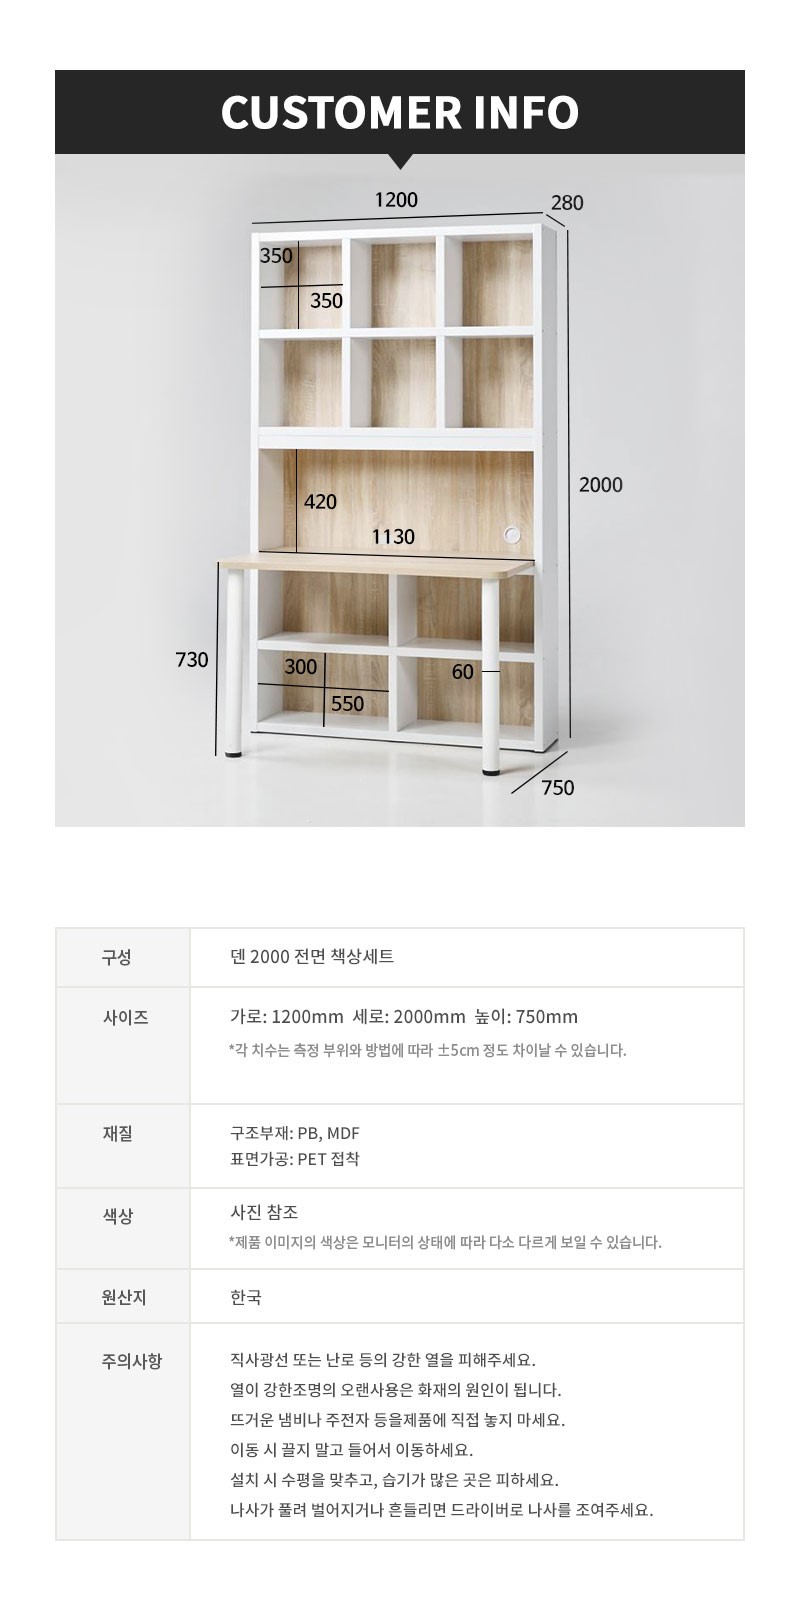 CUSTOMER INFO
1200
280
350
350
2000
420
1130
730
300
60
550
750
구성
덴 2000 전면 책상세트
사이즈
가로: 1200mm 세로: 2000mm 높이: 750mm
*각 치수는 측정 부위와 방법에 따라 ±5cm 정도 차이날 수 있습니다.
재질
구조부재: PB, MDF
표면가공: PET 접착
색상
사진 참조
*제품 이미지의 색상은 모니터의 상태에 따라 다소 다르게 보일 수 있습니다.
원산지
한국
주의사항
직사광선 또는 난로 등의 강한 열을 피해주세요.
열이 강한조명의 오랜사용은 화재의 원인이 됩니다.
뜨거운 냄비나 주전자 등을제품에 직접 놓지 마세요.
이동 시 끌지 말고 들어서 이동하세요.
설치 시 수평을 맞추고, 습기가 많은 곳은 피하세요.
나사가 풀려 벌어지거나 흔들리면 드라이버로 나사를 조여주세요.